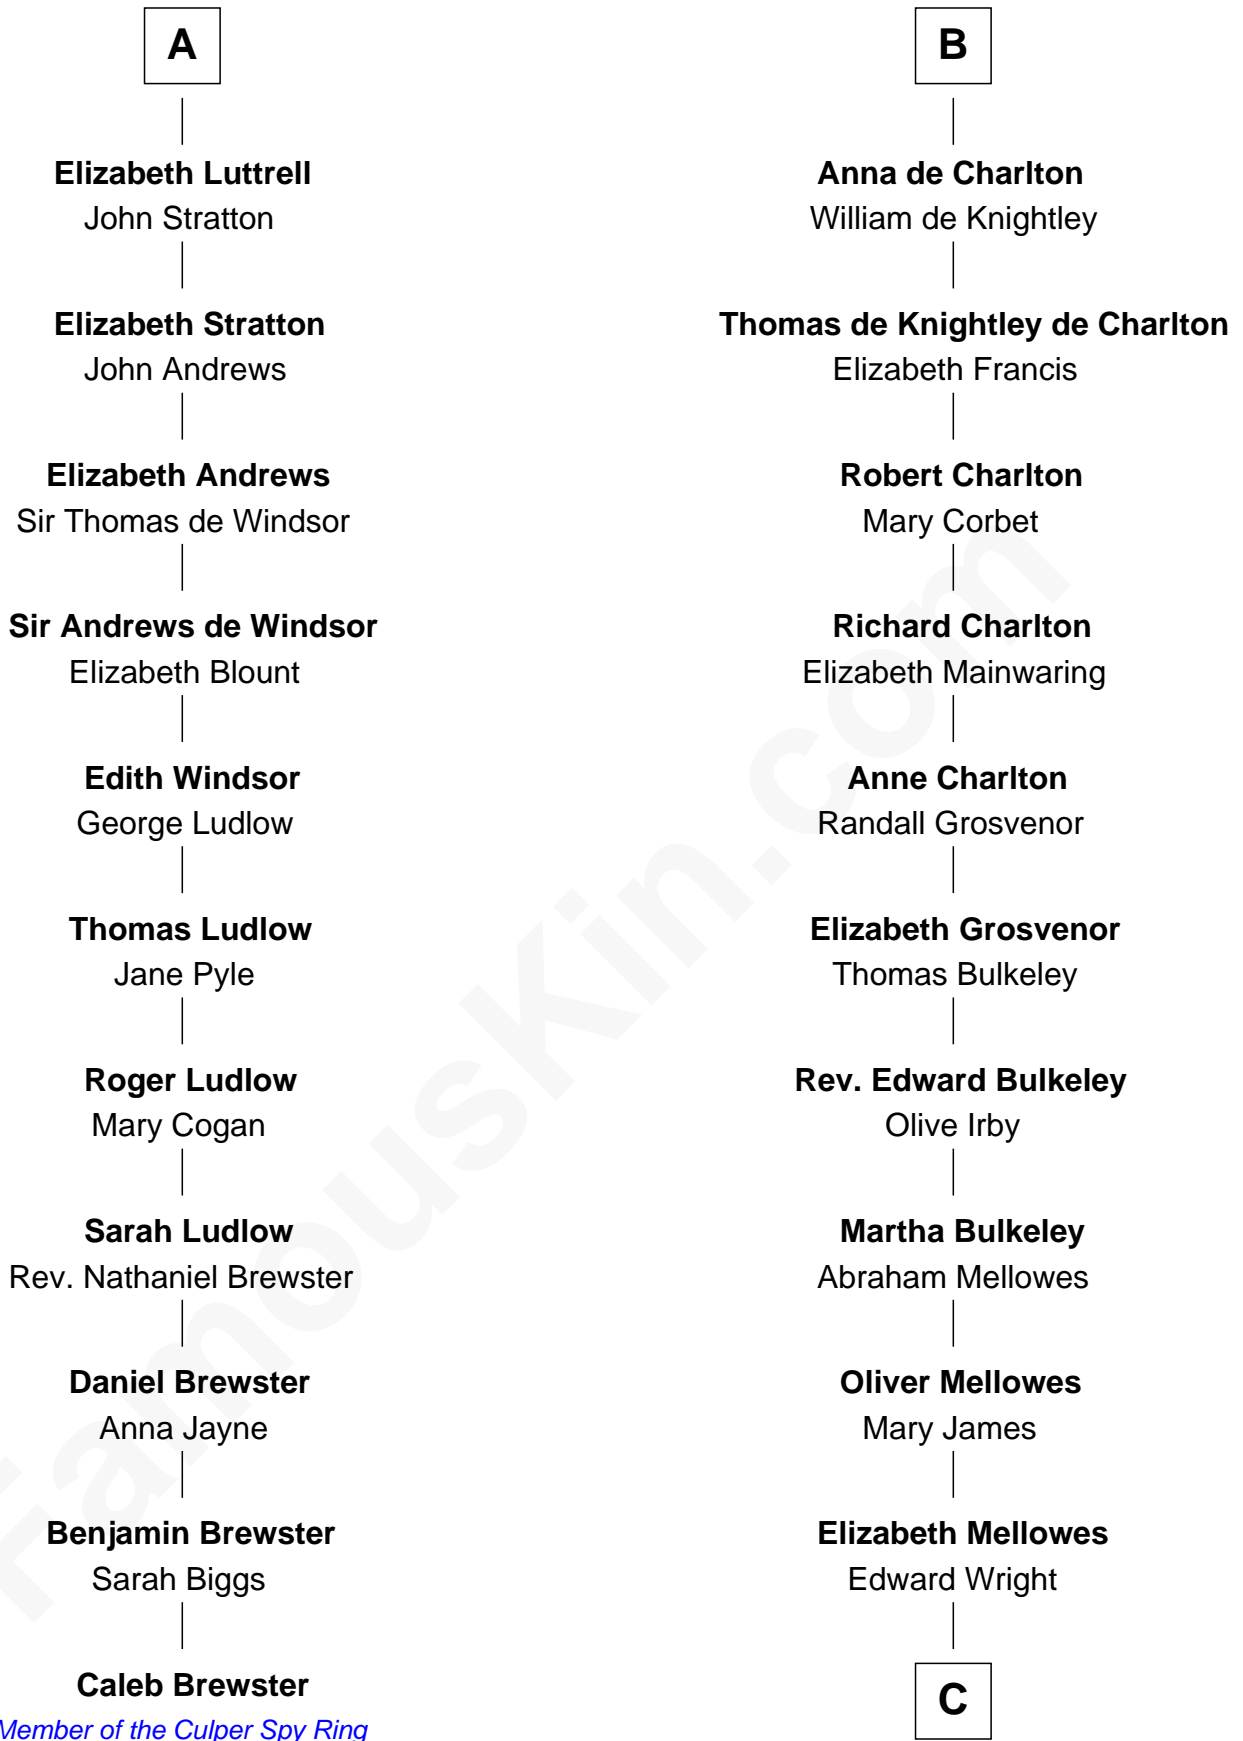 A
Elizabeth Luttrell
John Stratton
Elizabeth Stratton
John Andrews
Elizabeth Andrews
Sir Thomas de Windsor
Sir Andrews de Windsor
Elizabeth Blount
Edith Windsor
George Ludlow
Thomas Ludlow
Jane Pyle
Roger Ludlow
Mary Cogan
Sarah Ludlow
Rev. Nathaniel Brewster
Daniel Brewster
Anna Jayne
Benjamin Brewster
Sarah Biggs
Caleb Brewster
Member of the Culper Spy Ring
B
Anna de Charlton
William de Knightley
Thomas de Knightley de Charlton
Elizabeth Francis
Robert Charlton
Mary Corbet
Richard Charlton
Elizabeth Mainwaring
Anne Charlton
Randall Grosvenor
Elizabeth Grosvenor
Thomas Bulkeley
Rev. Edward Bulkeley
Olive Irby
Martha Bulkeley
Abraham Mellowes
Oliver Mellowes
Mary James
Elizabeth Mellowes
Edward Wright
C
FamousKin.com